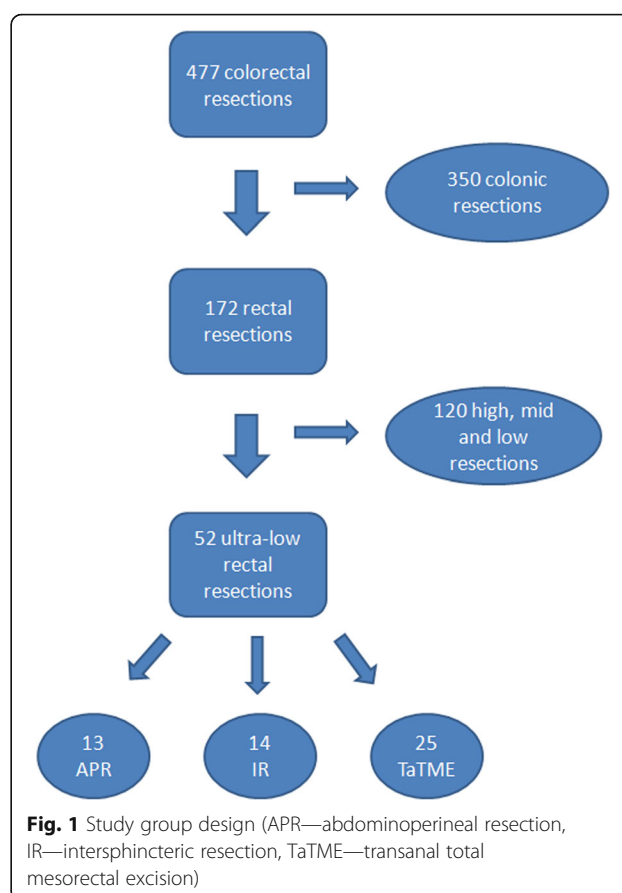 477 colorectal
resections
350 colonic
resections
172 rectal
resections
120 high, mid
and low
resections
52 ultra-low
rectal
resections
13
APR
14
IR
25
TaTME
Fig. 1 Study group design (APR—abdominoperineal resection,
IR—intersphincteric resection, TaTME—transanal total
mesorectal excision)